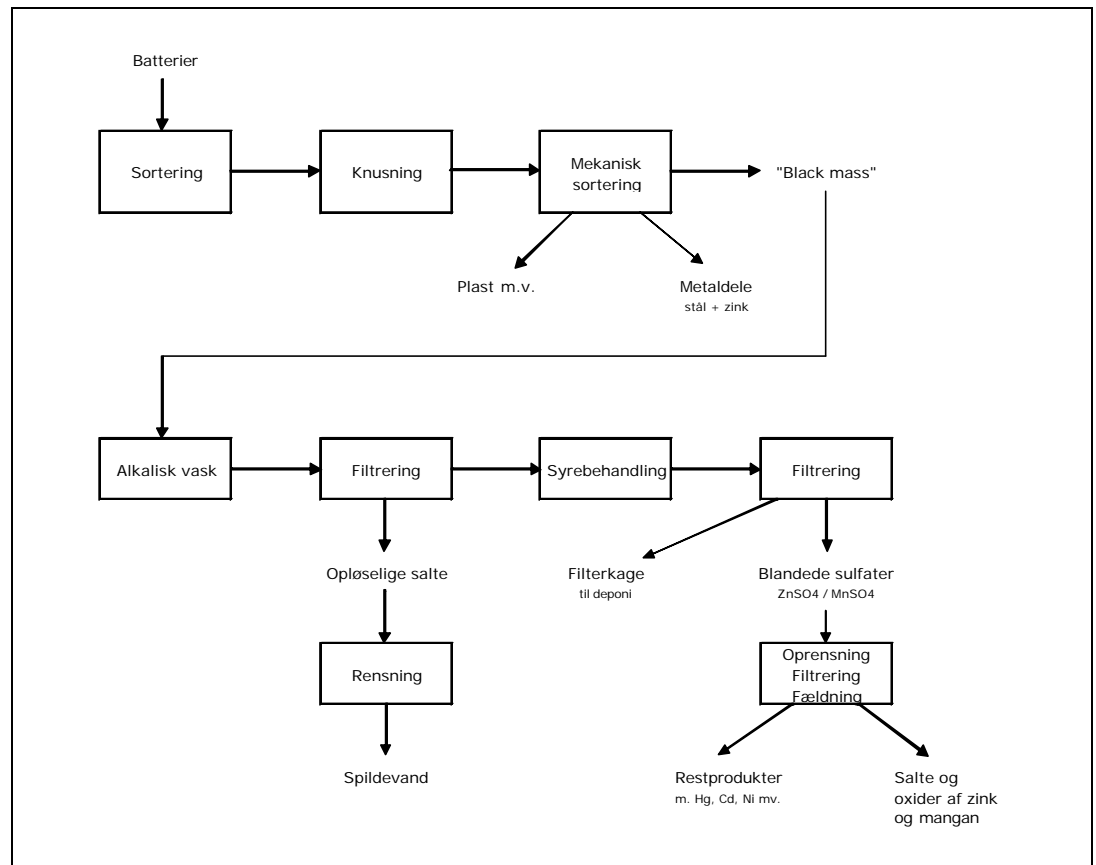 Batterier
Sortering
Knusning
Mekanisk
sortering
"Black mass"
Plast m.v.
Metaldele
stål + zink
Alkalisk vask
Filtrering
Syrebehandling
Filtrering
Opløselige salte
Filterkage
til deponi
Blandede sulfater
ZnSO4 / MnSO4
Rensning
Oprensning
Filtrering
Fældning
Spildevand
Restprodukter
m. Hg, Cd, Ni mv.
Salte og
oxider af zink
og mangan